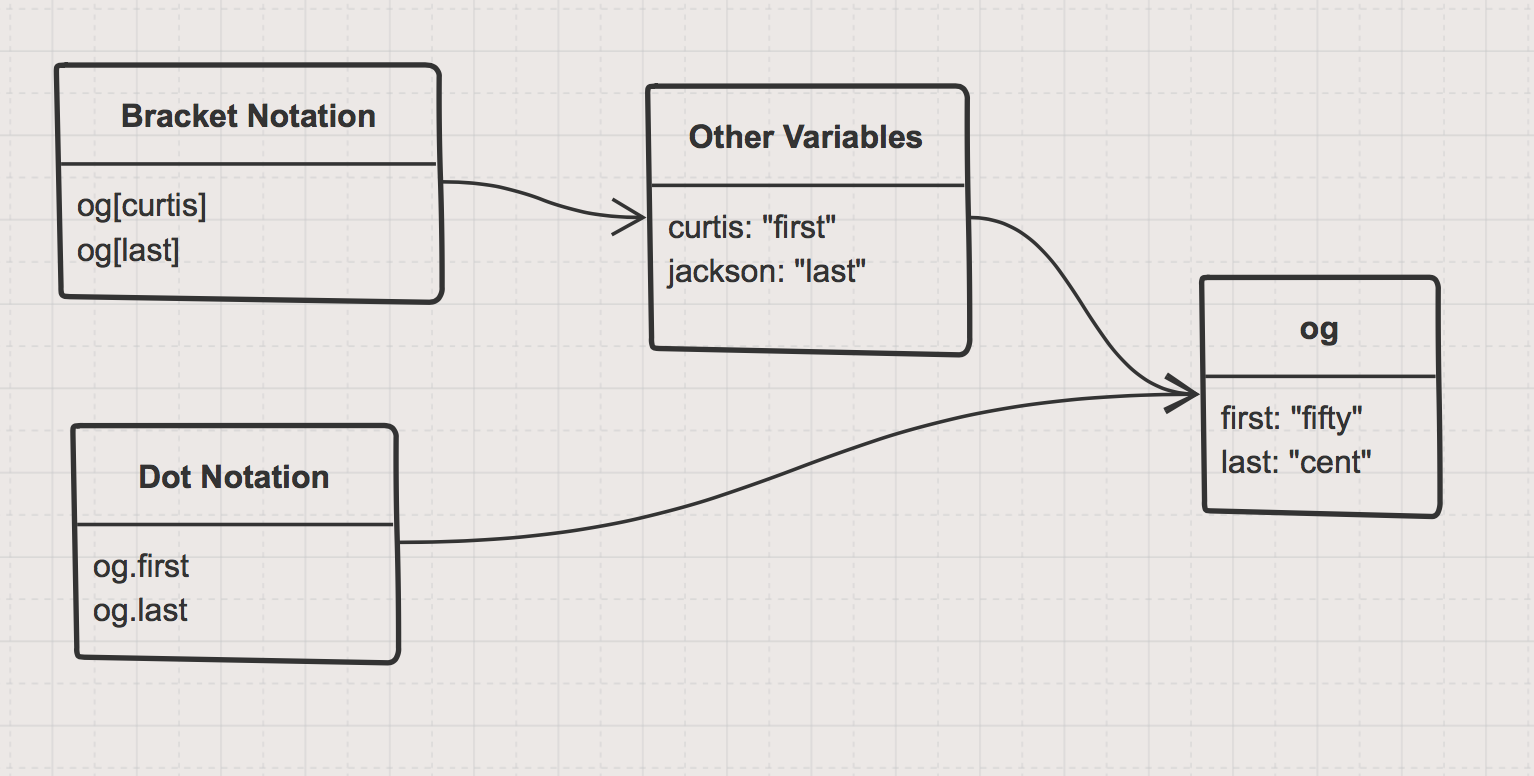 Bracket Notation
og[curtis]
og[last]
Other Variables
curtis: "first"
jackson: "last"
og
first: "fifty"
last: "cent"
Dot Notation
og.first
og.last